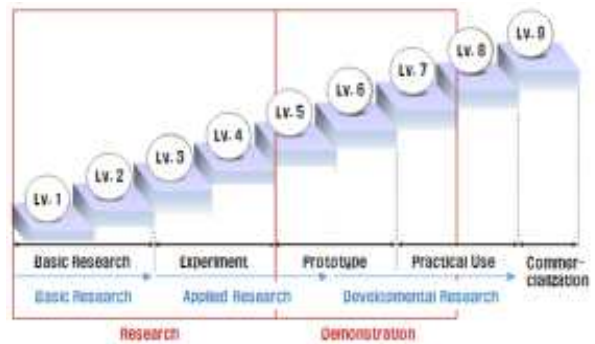 Lv. 1
Lv. 2
Lv. 3
Lv. 4
Lv. 5
Lv. 6
Lv. 7
Lv. 8
Lv. 9
Basic Research
Experiment
Prototype
Practical Use
Commer-
cialization
Basic Research
Applied Research
Developmental Research
Research
Demonstration